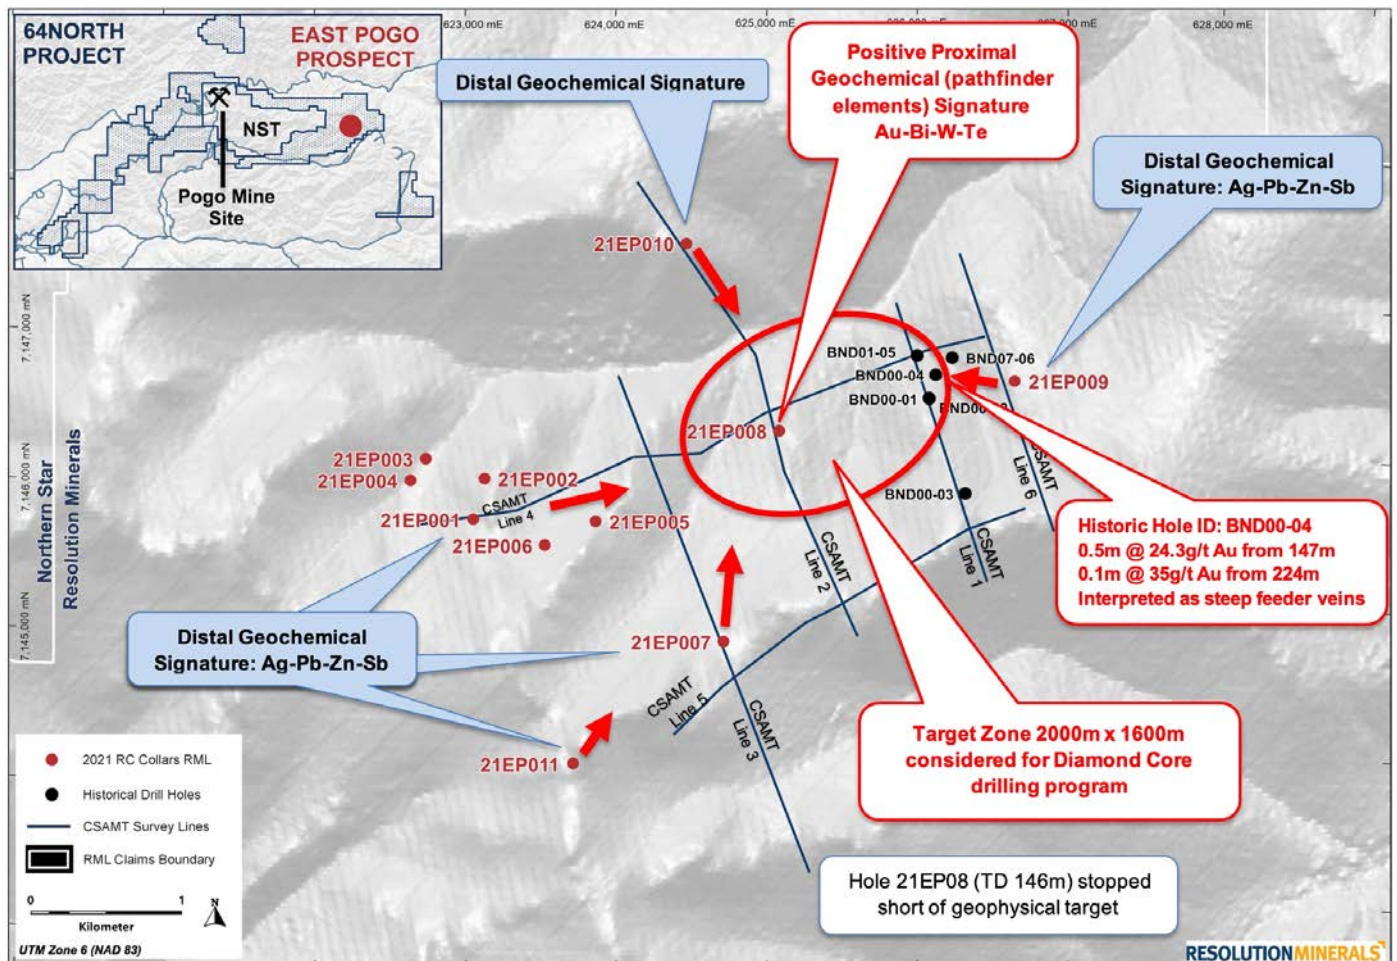 623,000 mE
624,000 mE
625,000 mE
627,000 mE
628,000 mE
64NORTH
PROJECT
EAST POGO
PROSPECT
NST
Pogo Mine
Site
Distal Geochemical Signature
Positive Proximal
Geochemical (pathfinder
elements) Signature
Au-Bi-W-Te
Distal Geochemical
Signature: Ag-Pb-Zn-Sb
21EP010
7,147,000 mN
BND01-05
BND07-06
BND00-04
21EP009
BND00-01
21EP008
21EP003
21EP004
21EP002
7,146,000 mN
CSAMT
Line 4
21EP001
21EP005
21EP006
BND00-03
CSAMT
Line 6
CSAMT
Line 2
CSAMT
Line 1
Historic Hole ID: BND00-04
0.5m @ 24.3g/t Au from 147m
0.1m @ 35g/t Au from 224m
Interpreted as steep feeder veins
Northern Star
Resolution Minerals
7,145,000 mN
Distal Geochemical
Signature: Ag-Pb-Zn-Sb
21EP007
CSAMT
Line 5
CSAMT
Line 3
21EP011
Target Zone 2000m x 1600m
considered for Diamond Core
drilling program
2021 RC Collars RML
Historical Drill Holes
CSAMT Survey Lines
RML Claims Boundary
0 1
Kilometer
N
UTM Zone 6 (NAD 83)
Hole 21EP08 (TD 146m) stopped
short of geophysical target
RESOLUTIONMINERALS